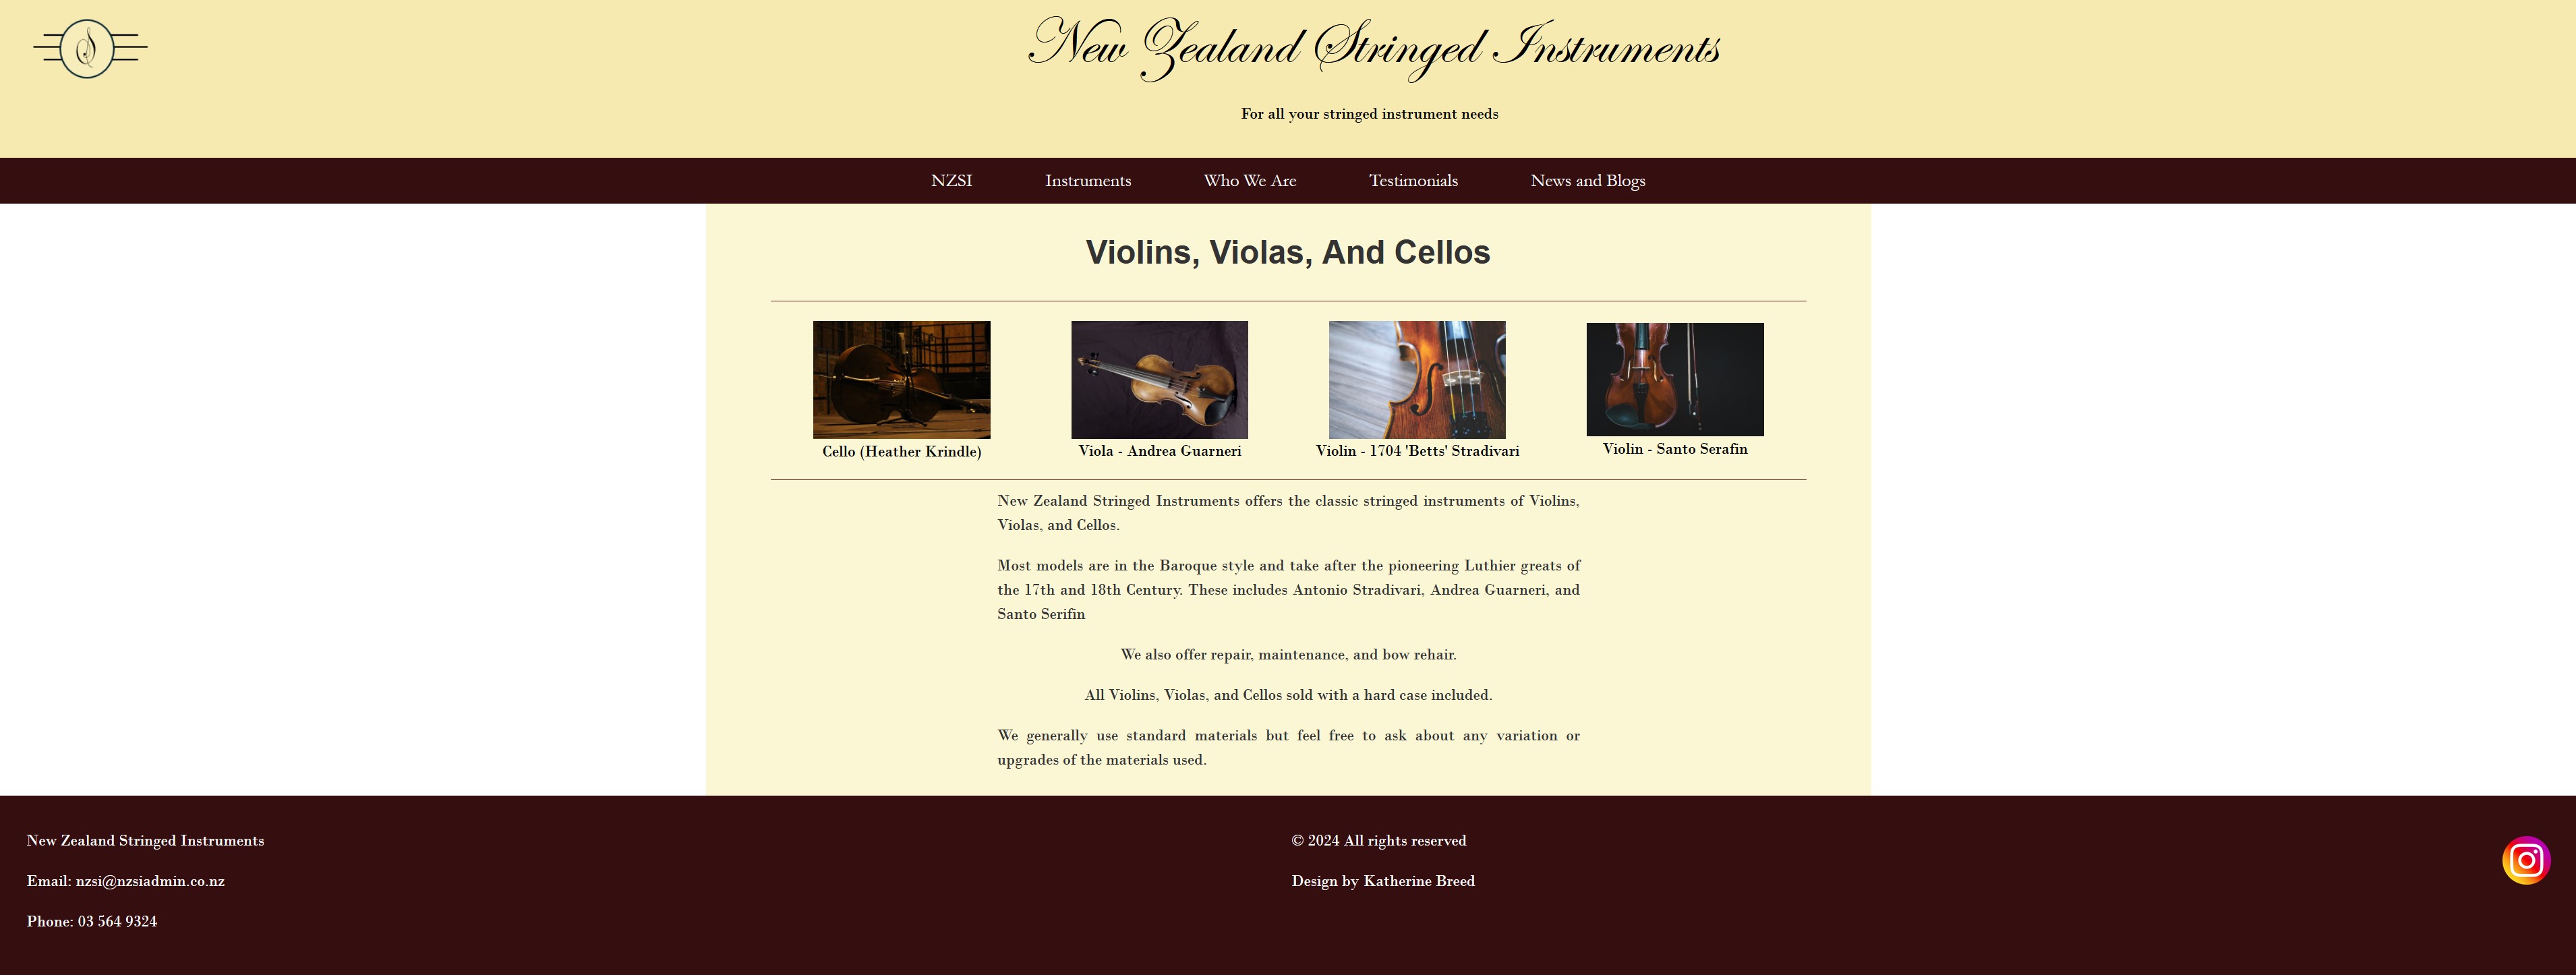 New Zealand Stringed Instruments
For all your stringed instrument needs
NZSI Instruments Who We Are Testimonials News and Blogs
Violins, Violas, And Cellos
Cello (Heather Krindle) Viola - Andrea Guarneri Violin - 1704 'Betts' Stradivari Violin - Santo Serafin
New Zealand Stringed Instruments offers the classic stringed instruments of Violins,
Violas, and Cellos.
Most models are in the Baroque style and take after the pioneering Luthier greats of
the 17th and 18th Century. These includes Antonio Stradivari, Andrea Guarneri, and
Santo Serifin
We also offer repair, maintenance, and bow rehair.
All Violins, Violas, and Cellos sold with a hard case included.
We generally use standard materials but feel free to ask about any variation or
upgrades of the materials used.
New Zealand Stringed Instruments
Email: nzsi@nzsiadmin.co.nz
Phone: 03 564 9324
© 2024 All rights reserved
Design by Katherine Breed